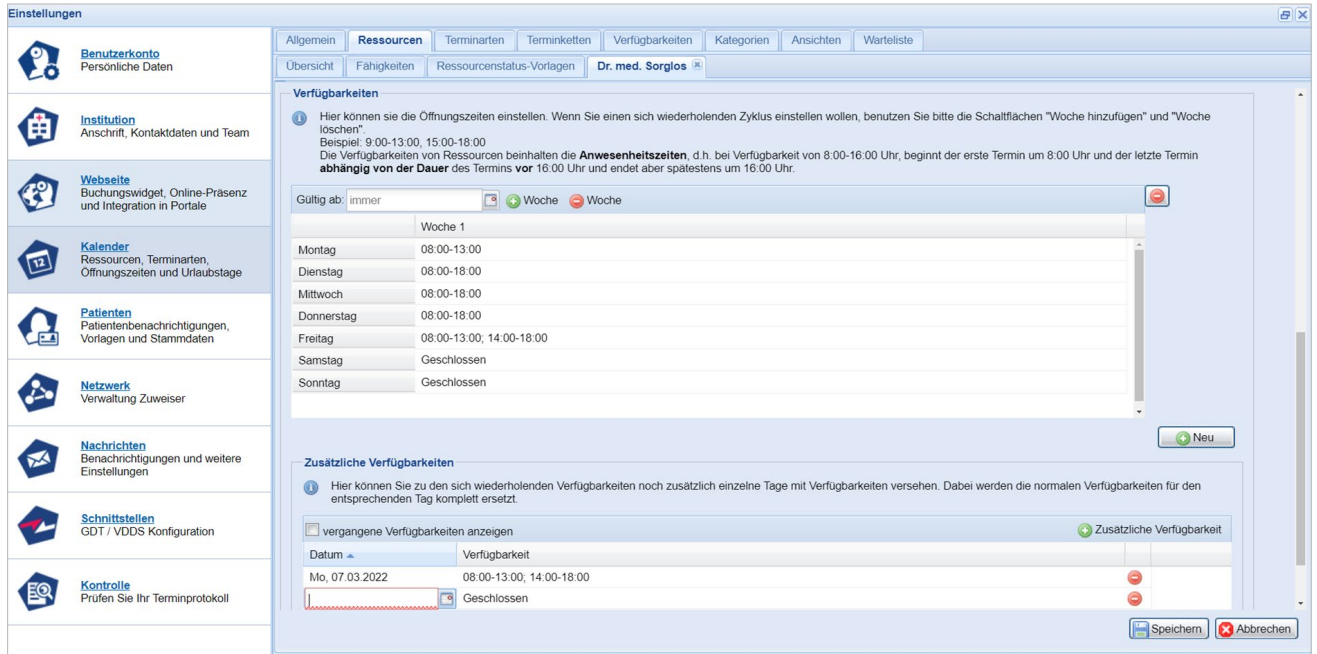 Einstellungen
Benutzerkonto
Persönliche Daten
Institution
Anschrift, Kontaktdaten und Team
Webseite
Buchungswidget, Online-Präsenz
und Integration in Portale
Kalender
12
Ressourcen, Terminarten,
Öffnungszeiten und Urlaubstage
Patienten
Patientenbenachrichtigungen,
Vorlagen und Stammdaten
Netzwerk
Verwaltung Zuweiser
Nachrichten
Benachrichtigungen und weitere
Einstellungen
Schnittstellen
GDT / VDDS Konfiguration
Kontrolle
Prüfen Sie Ihr Terminprotokoll
Allgemein Ressourcen Terminarten Terminketten Verfügbarkeiten Kategorien Ansichten Warteliste
Übersicht Fähigkeiten Ressourcenstatus-Vorlagen Dr. med. Sorglos
Verfügbarkeiten
Hier können sie die Öffnungszeiten einstellen. Wenn Sie einen sich wiederholenden Zyklus einstellen wollen, benutzen Sie bitte die Schaltflächen "Woche hinzufügen" und "Woche
löschen".
Beispiel: 9:00-13:00, 15:00-18:00
Die Verfügbarkeiten von Ressourcen beinhalten die Anwesenheitszeiten, d.h. bei Verfügbarkeit von 8:00-16:00 Uhr, beginnt der erste Termin um 8:00 Uhr und der letzte Termin
abhängig von der Dauer des Termins vor 16:00 Uhr und endet aber spätestens um 16:00 Uhr.
Gültig ab: immer Woche Woche
Woche 1
Montag 08:00-13:00
Dienstag 08:00-18:00
Mittwoch 08:00-18:00
Donnerstag 08:00-18:00
Freitag 08:00-13:00; 14:00-18:00
Samstag Geschlossen
Sonntag Geschlossen
Neu
Zusätzliche Verfügbarkeiten
Hier können Sie zu den sich wiederholenden Verfügbarkeiten noch zusätzlich einzelne Tage mit Verfügbarkeiten versehen. Dabei werden die normalen Verfügbarkeiten für den
entsprechenden Tag komplett ersetzt.
vergangene Verfügbarkeiten anzeigen Zusätzliche Verfügbarkeit
Datum Verfügbarkeit
Mo, 07.03.2022 08:00-13:00; 14:00-18:00
Geschlossen
Speichern Abbrechen